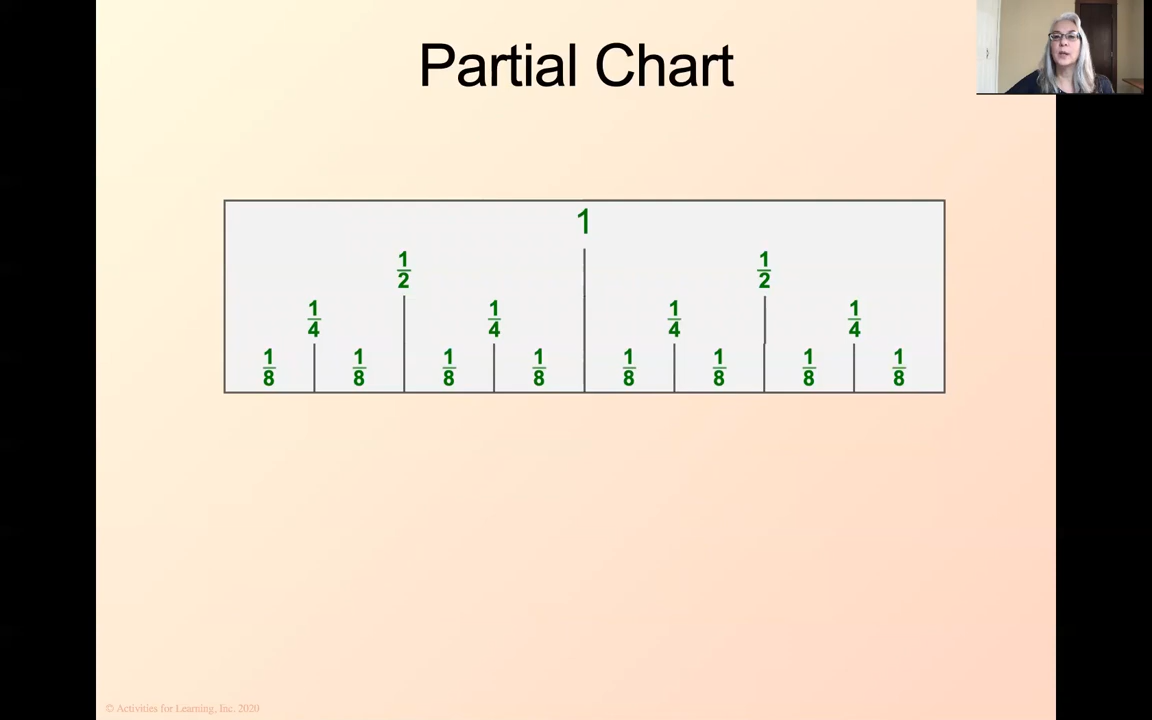 Partial Chart
1
1/2 1/2
1/4 1/4 1/4 1/4
1/8 1/8 1/8 1/8 1/8 1/8 1/8 1/8
© Activities for Learning, Inc. 2020